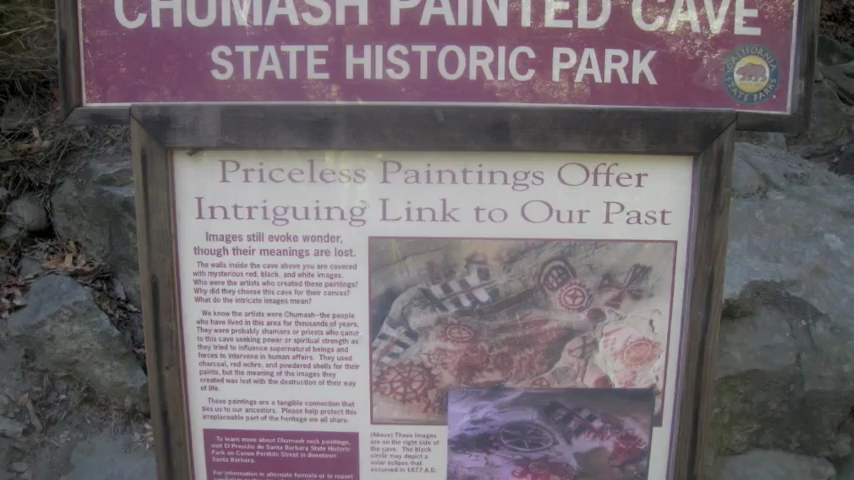 CHUMASH PAINTED CAVE
STATE HISTORIC PARK
CALIFORNIA
STATE PARKS
Priceless Paintings Offer
Intriguing Link to Our Past
Images still evoke wonder,
though their meanings are lost.
The walls inside the cave above you are covered
with mysterious red, black, and white images.
Who were the artists who created these paintings?
Why did they choose this cave for their canvas?
What do the intricate images mean?
We know the artists were Chumash—the people
who have lived in this area for thousands of years.
They were probably shamans or priests who came
to this cave seeking power or spiritual strength as
they tried to influence supernatural beings and
forces to intervene in human affairs. They used
charcoal, red ochre, and powdered shells for their
paints, but the meaning of the images they
created was lost with the destruction of their way
of life.
These paintings are a tangible connection that
ties us to our ancestors. Please help protect this
irreplaceable part of the heritage we all share.
To learn more about Chumash rock paintings,
visit El Presidio de Santa Barbara State Historic
Park on Canon Perdido Street in downtown
Santa Barbara.
For information in alternate formats or to report
(Above) These images
are on the right side of
the cave. The black
circle may depict a
solar eclipse that
occurred in 1677 A.D.